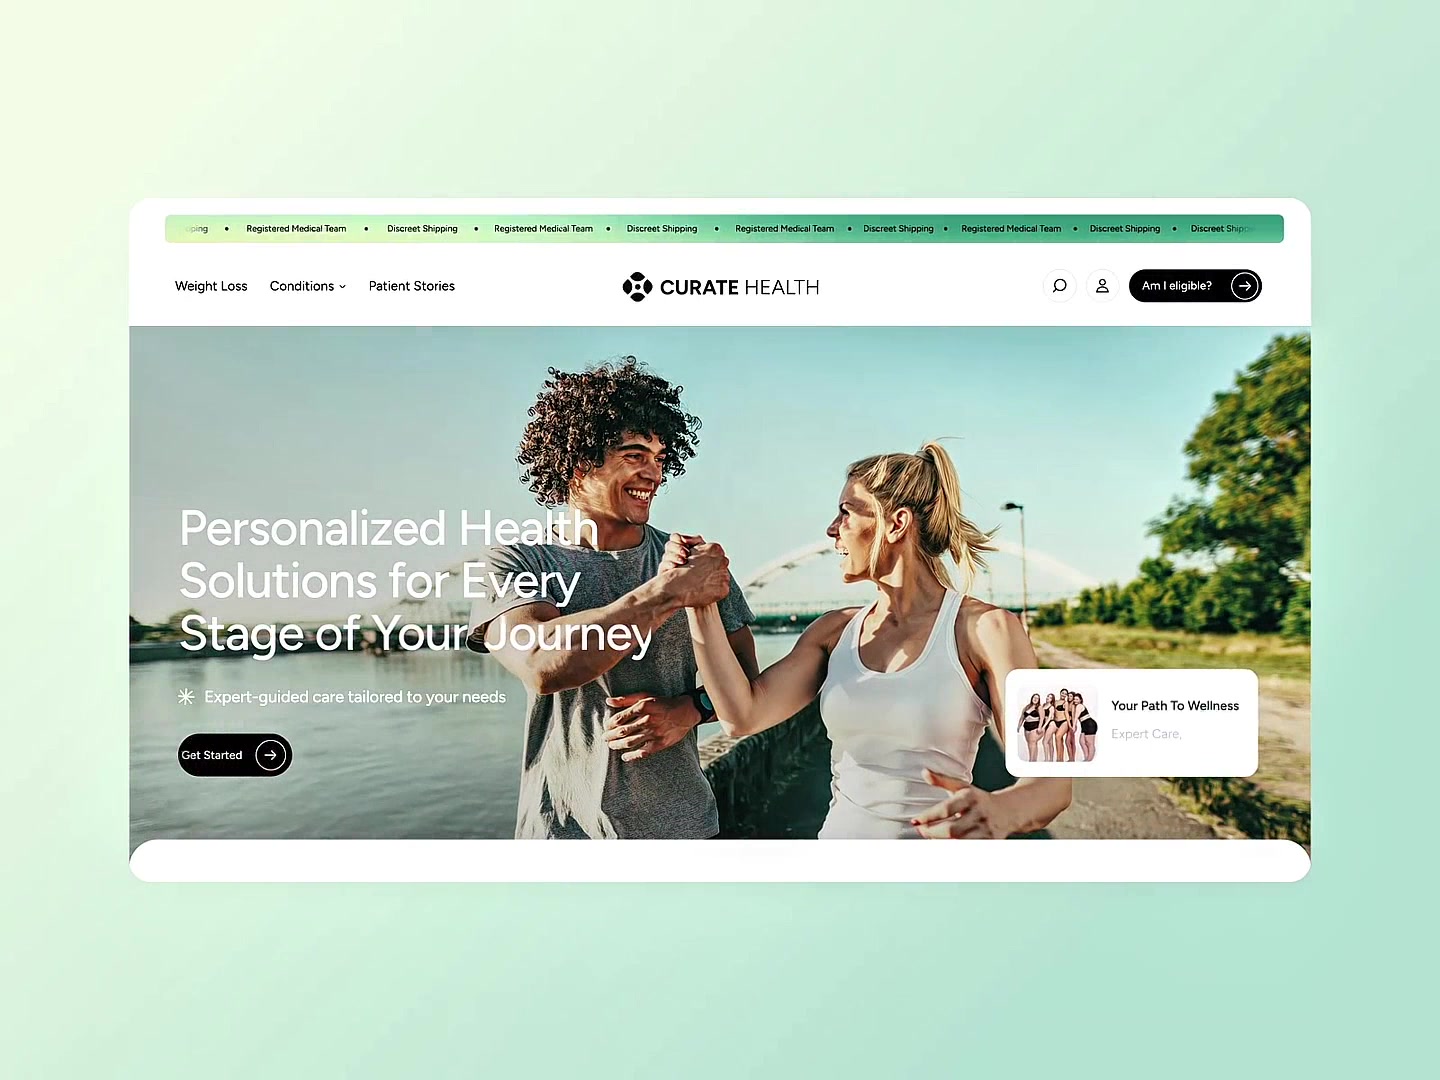 Registered Medical Team • Discreet Shipping • Registered Medical Team • Discreet Shipping • Registered Medical Team • Discreet Shipping • Registered Medical Team • Discreet Shipping • Discreet
Weight Loss Conditions Patient Stories CURATE HEALTH Am I eligible?
Personalized Health
Solutions for Every
Stage of Your Journey
Expert-guided care tailored to your needs
Get Started
Your Path To Wellness
Expert Care,